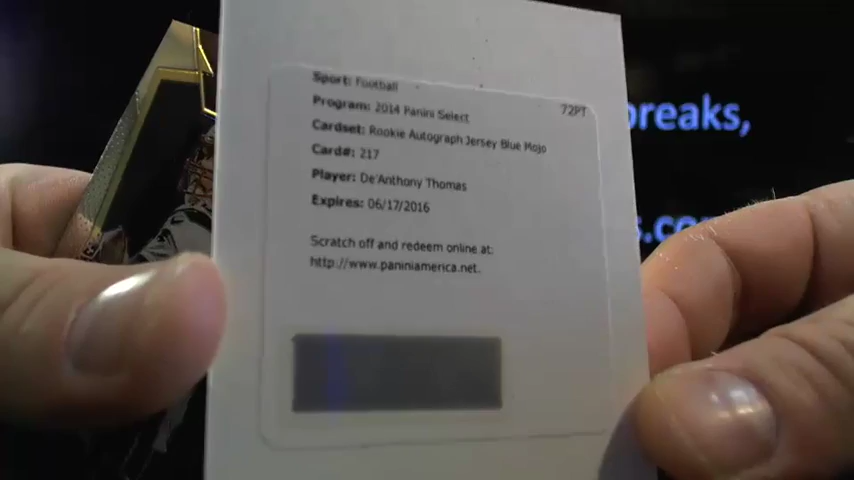 Sport: Football
72PT
Program: 2014 Panini Select
Cardset: Rookie Autograph Jersey Blue Mojo
Card#: 217
Player: De'Anthony Thomas
Expires: 06/17/2016
Scratch off and redeem online at:
http://www.paniniamerica.net.
breaks,
s.com